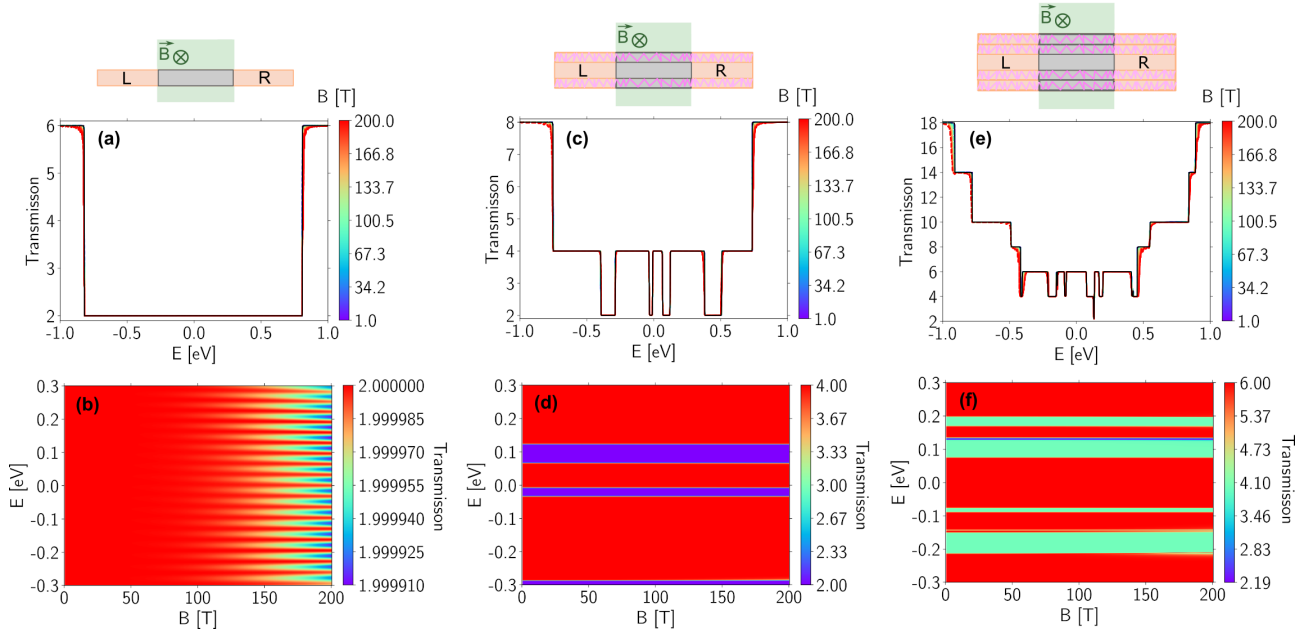 B
L R
B [T]
(a)
Transmisson
6
5
4
3
2
-1.0 -0.5 0.0 0.5 1.0
E [eV]
200.0
166.8
133.7
100.5
67.3
34.2
1.0
B
L R
B [T]
(c)
Transmisson
8
7
6
5
4
3
2
-1.0 -0.5 0.0 0.5 1.0
E [eV]
200.0
166.8
133.7
100.5
67.3
34.2
1.0
B
L R
B [T]
(e)
Transmisson
18
16
14
12
10
8
6
4
2
-1.0 -0.5 0.0 0.5 1.0
E [eV]
200.0
166.8
133.7
100.5
67.3
34.2
1.0
(b)
E [eV]
0.3
0.2
0.1
0.0
-0.1
-0.2
-0.3
0 50 100 150 200
B [T]
2.000000
1.999985
1.999970
1.999955
1.999940
1.999925
1.999910
Transmisson
(d)
E [eV]
0.3
0.2
0.1
0.0
-0.1
-0.2
-0.3
0 50 100 150 200
B [T]
4.00
3.67
3.33
3.00
2.67
2.33
2.00
Transmisson
(f)
E [eV]
0.3
0.2
0.1
0.0
-0.1
-0.2
-0.3
0 50 100 150 200
B [T]
6.00
5.37
4.73
4.10
3.46
2.83
2.19
Transmisson